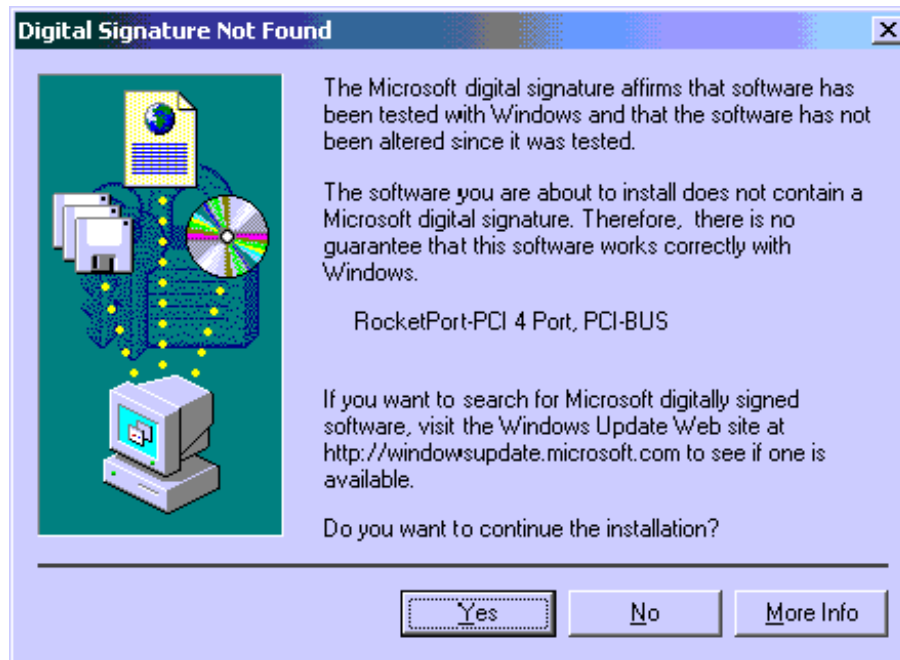 Digital Signature Not Found
The Microsoft digital signature affirms that software has
been tested with Windows and that the software has not
been altered since it was tested.
The software you are about to install does not contain a
Microsoft digital signature. Therefore, there is no
guarantee that this software works correctly with
Windows.
RocketPort-PCI 4 Port, PCI-BUS
If you want to search for Microsoft digitally signed
software, visit the Windows Update Web site at
http://windowsupdate.microsoft.com to see if one is
available.
Do you want to continue the installation?
Yes No More Info